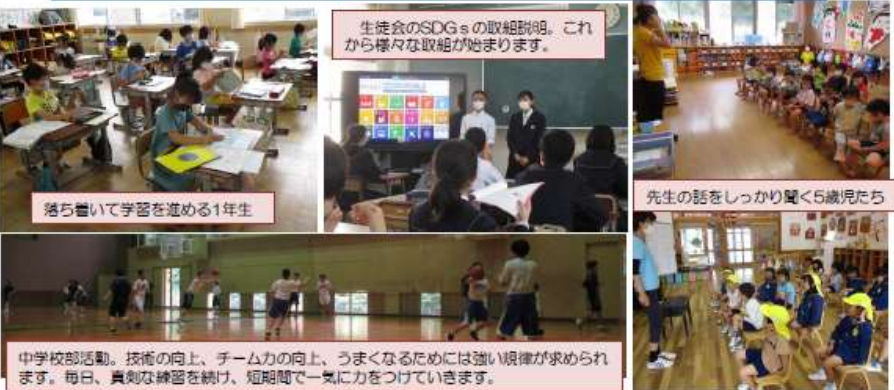 生徒会のSDGsの取組説明。これ
から様々な取組が始まります。
落ち着いて学習を進める1年生
先生の話をしっかり聞く5歳児たち
中学校部活動。技術の向上、チーム力の向上、うまくなるためには強い規律が求められ
ます。毎日、真剣な練習を続け、短期間で一気に力をつけていきます。